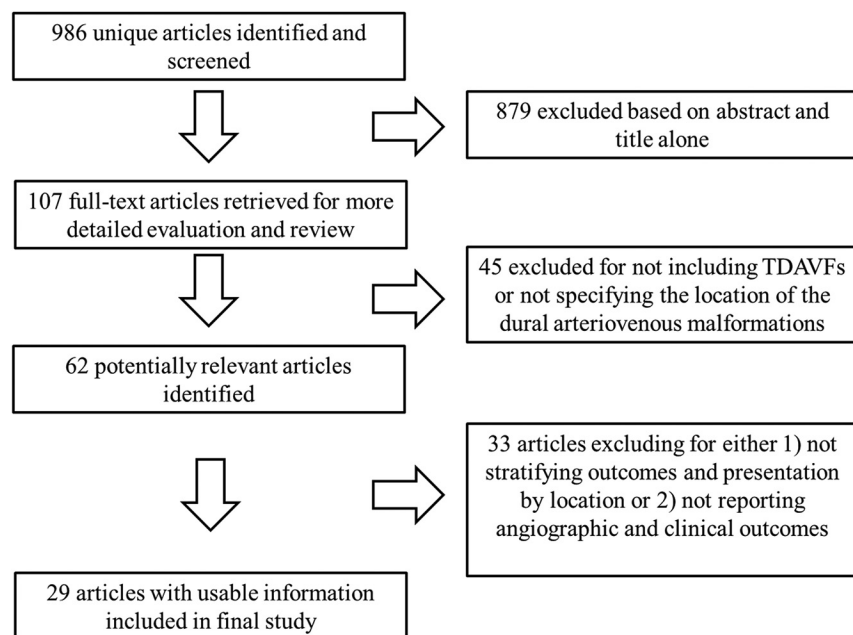 986 unique articles identified and
screened
879 excluded based on abstract and
title alone
107 full-text articles retrieved for more
detailed evaluation and review
45 excluded for not including TDAVFs
or not specifying the location of the
dural arteriovenous malformations
62 potentially relevant articles
identified
33 articles excluding for either 1) not
stratifying outcomes and presentation
by location or 2) not reporting
angiographic and clinical outcomes
29 articles with usable information
included in final study